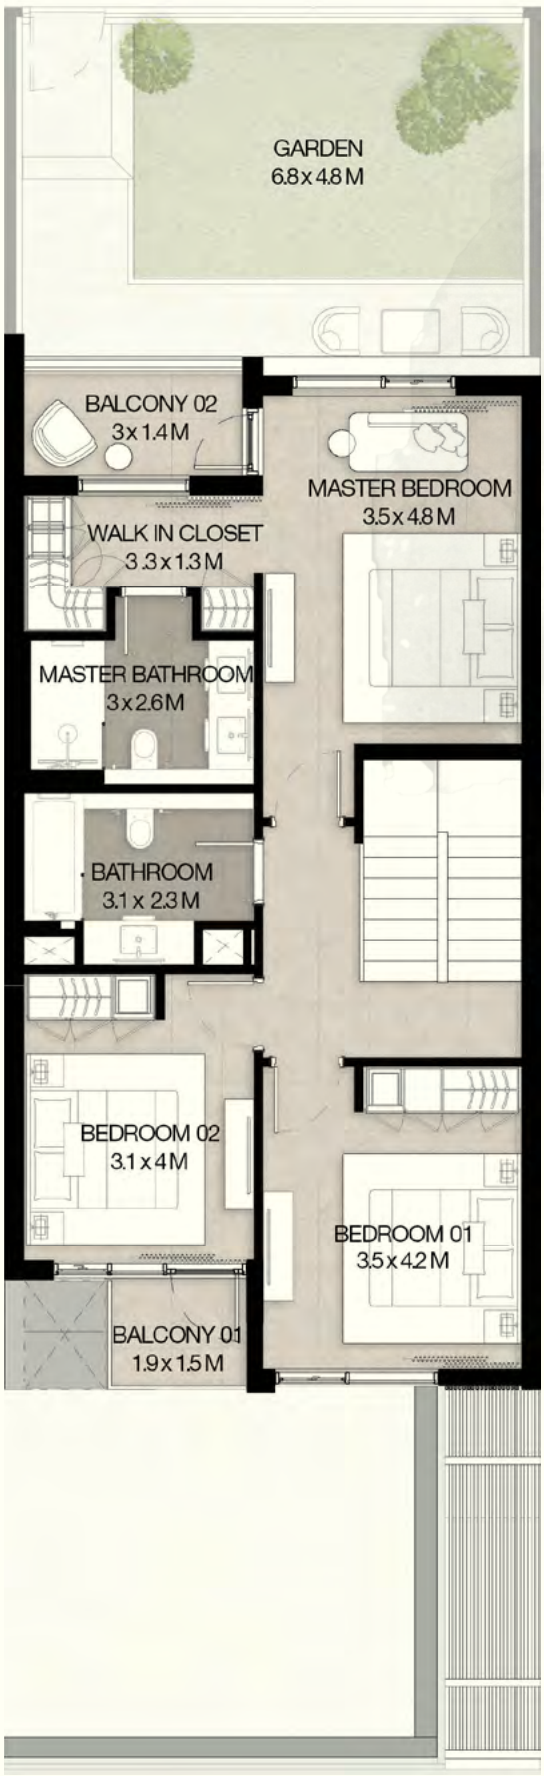 GARDEN
6.8 x 4.8 M
BALCONY 02
3 x 1.4 M
MASTER BEDROOM
3.5 x 4.8 M
WALK IN CLOSET
3.3 x 1.3 M
MASTER BATHROOM
3 x 2.6 M
BATHROOM
3.1 x 2.3 M
BEDROOM 02
3.1 x 4 M
BEDROOM 01
3.5 x 4.2 M
BALCONY 01
1.9 x 1.5 M